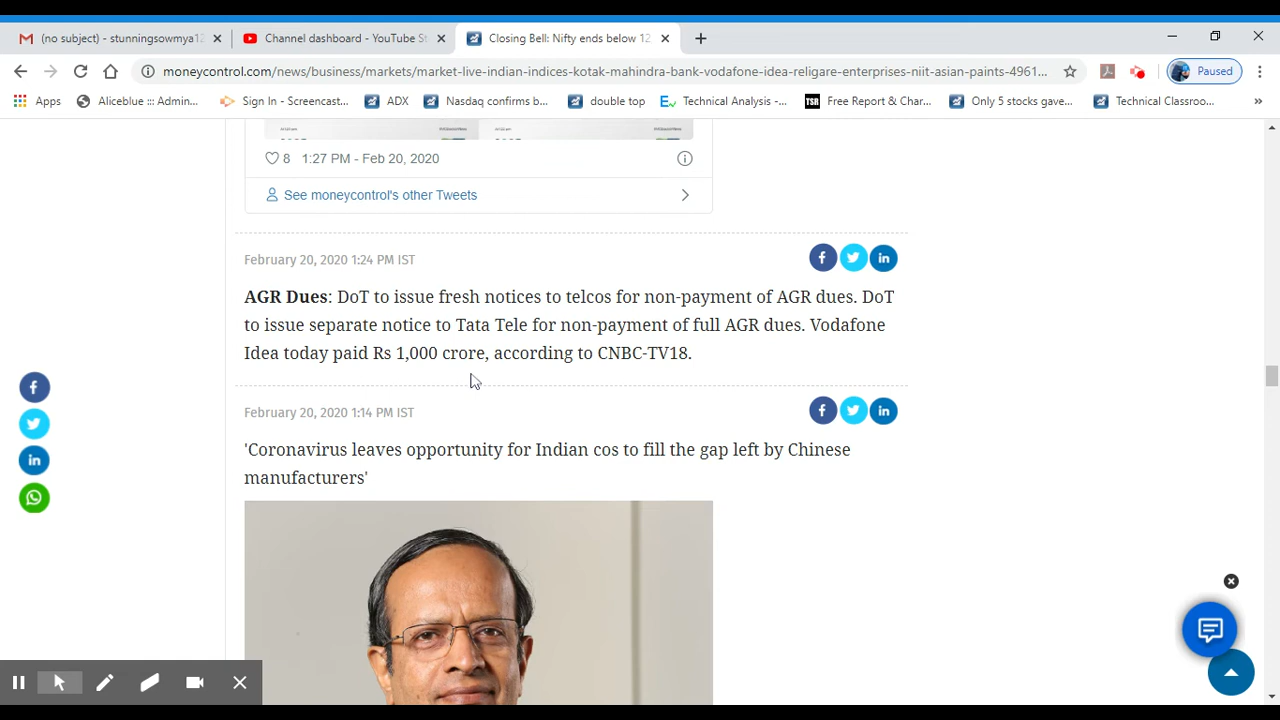 (no subject) - stunningsowmya12
Channel dashboard - YouTube St
Closing Bell: Nifty ends below 12
moneycontrol.com/news/business/markets/market-live-indian-indices-kotak-mahindra-bank-vodafone-idea-religare-enterprises-niit-asian-paints-4961...
Paused
Apps
Aliceblue ::: Admin...
Sign In - Screencast...
ADX
Nasdaq confirms b...
double top
Technical Analysis -...
TSR
Free Report & Char...
Only 5 stocks gave...
Technical Classroo...
»
8 1:27 PM - Feb 20, 2020
See moneycontrol's other Tweets
February 20, 2020 1:24 PM IST
AGR Dues: DoT to issue fresh notices to telcos for non-payment of AGR dues. DoT
to issue separate notice to Tata Tele for non-payment of full AGR dues. Vodafone
Idea today paid Rs 1,000 crore, according to CNBC-TV18.
February 20, 2020 1:14 PM IST
'Coronavirus leaves opportunity for Indian cos to fill the gap left by Chinese
manufacturers'